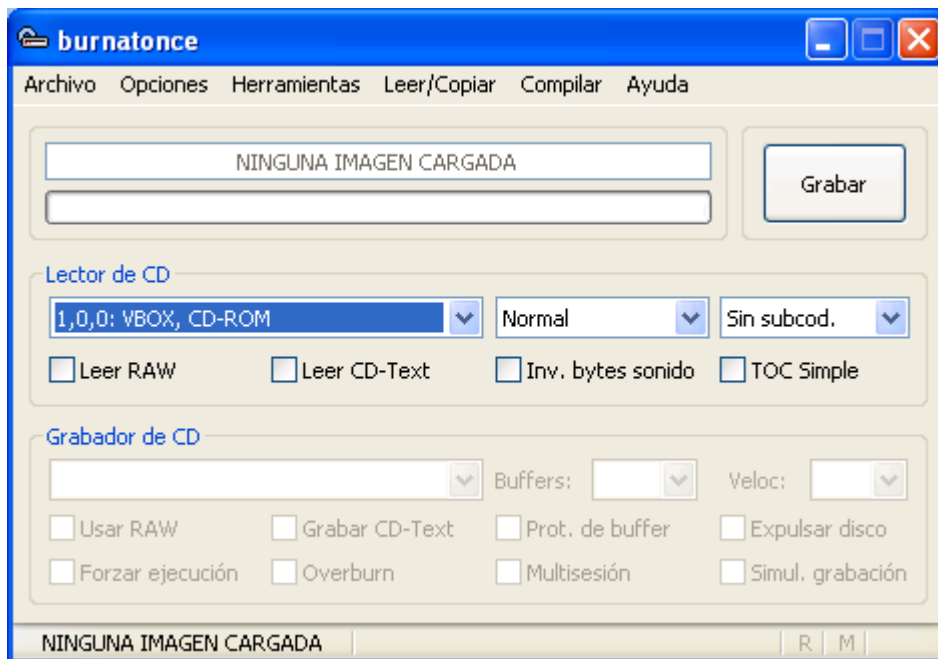 burnatonce
Archivo Opciones Herramientas Leer/Copiar Compilar Ayuda
NINGUNA IMAGEN CARGADA
Grabar
Lector de CD
1,0,0: VBOX, CD-ROM Normal Sin subcod.
Leer RAW Leer CD-Text Inv. bytes sonido TOC Simple
Grabador de CD
Buffers: Veloc:
Usar RAW Grabar CD-Text Prot. de buffer Expulsar disco
Forzar ejecución Overburn Multisesión Simul. grabación
NINGUNA IMAGEN CARGADA R M